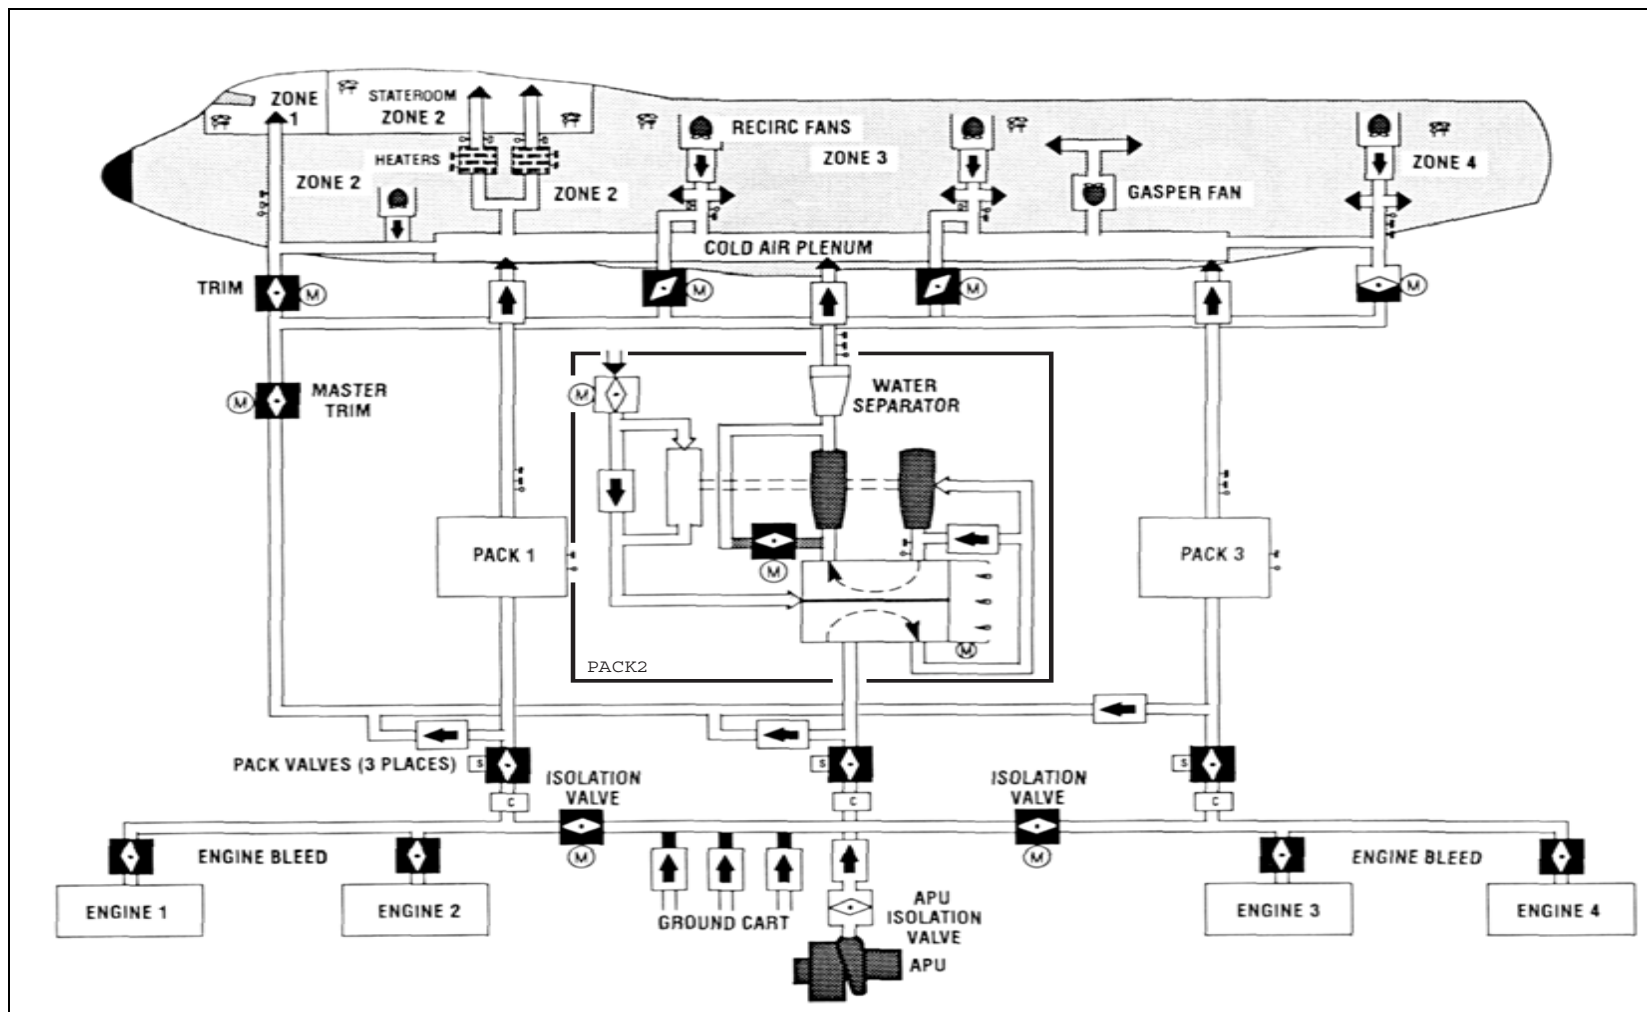 ZONE
1
STATEROOM
ZONE 2
RECIRC FANS
HEATERS
ZONE 3
ZONE 4
ZONE 2
ZONE 2
GASPER FAN
COLD AIR PLENUM
TRIM
M
M
M
M
MASTER
TRIM
M
M
WATER
SEPARATOR
PACK 1
PACK 3
M
M
PACK2
PACK VALVES (3 PLACES)
S
S
S
ISOLATION
VALVE
ISOLATION
VALVE
C
C
C
ENGINE BLEED
M
M
ENGINE BLEED
ENGINE 1
ENGINE 2
GROUND CART
APU
ISOLATION
VALVE
ENGINE 3
ENGINE 4
APU